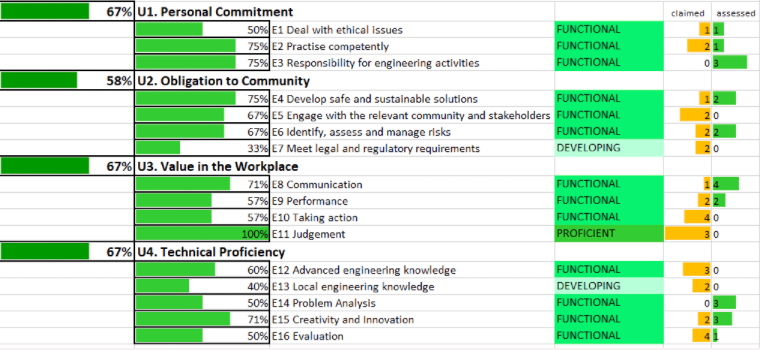 claimed assessed
67% U1. Personal Commitment
50% E1 Deal with ethical issues FUNCTIONAL 1 1
75% E2 Practise competently FUNCTIONAL 2 1
75% E3 Responsibility for engineering activities FUNCTIONAL 0 3
58% U2. Obligation to Community
75% E4 Develop safe and sustainable solutions FUNCTIONAL 1 2
67% E5 Engage with the relevant community and stakeholders FUNCTIONAL 2 0
67% E6 Identify, assess and manage risks FUNCTIONAL 2 2
33% E7 Meet legal and regulatory requirements DEVELOPING 2 0
67% U3. Value in the Workplace
71% E8 Communication FUNCTIONAL 1 4
57% E9 Performance FUNCTIONAL 2 2
57% E10 Taking action FUNCTIONAL 4 0
100% E11 Judgement PROFICIENT 3 0
67% U4. Technical Proficiency
60% E12 Advanced engineering knowledge FUNCTIONAL 3 0
40% E13 Local engineering knowledge DEVELOPING 2 0
50% E14 Problem Analysis FUNCTIONAL 0 3
71% E15 Creativity and Innovation FUNCTIONAL 2 3
50% E16 Evaluation FUNCTIONAL 4 1